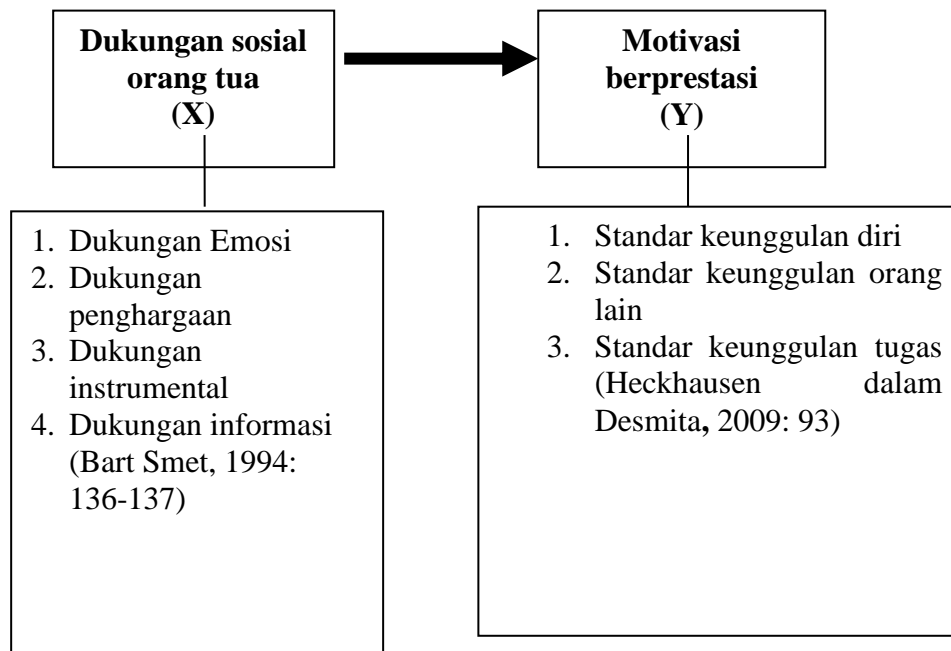 Dukungan sosial
orang tua
(X)
Motivasi
berprestasi
(Y)
1. Dukungan Emosi
2. Dukungan
penghargaan
3. Dukungan
instrumental
4. Dukungan informasi
(Bart Smet, 1994:
136-137)
1. Standar keunggulan diri
2. Standar keunggulan orang
lain
3. Standar keunggulan tugas
(Heckhausen dalam
Desmita, 2009: 93)